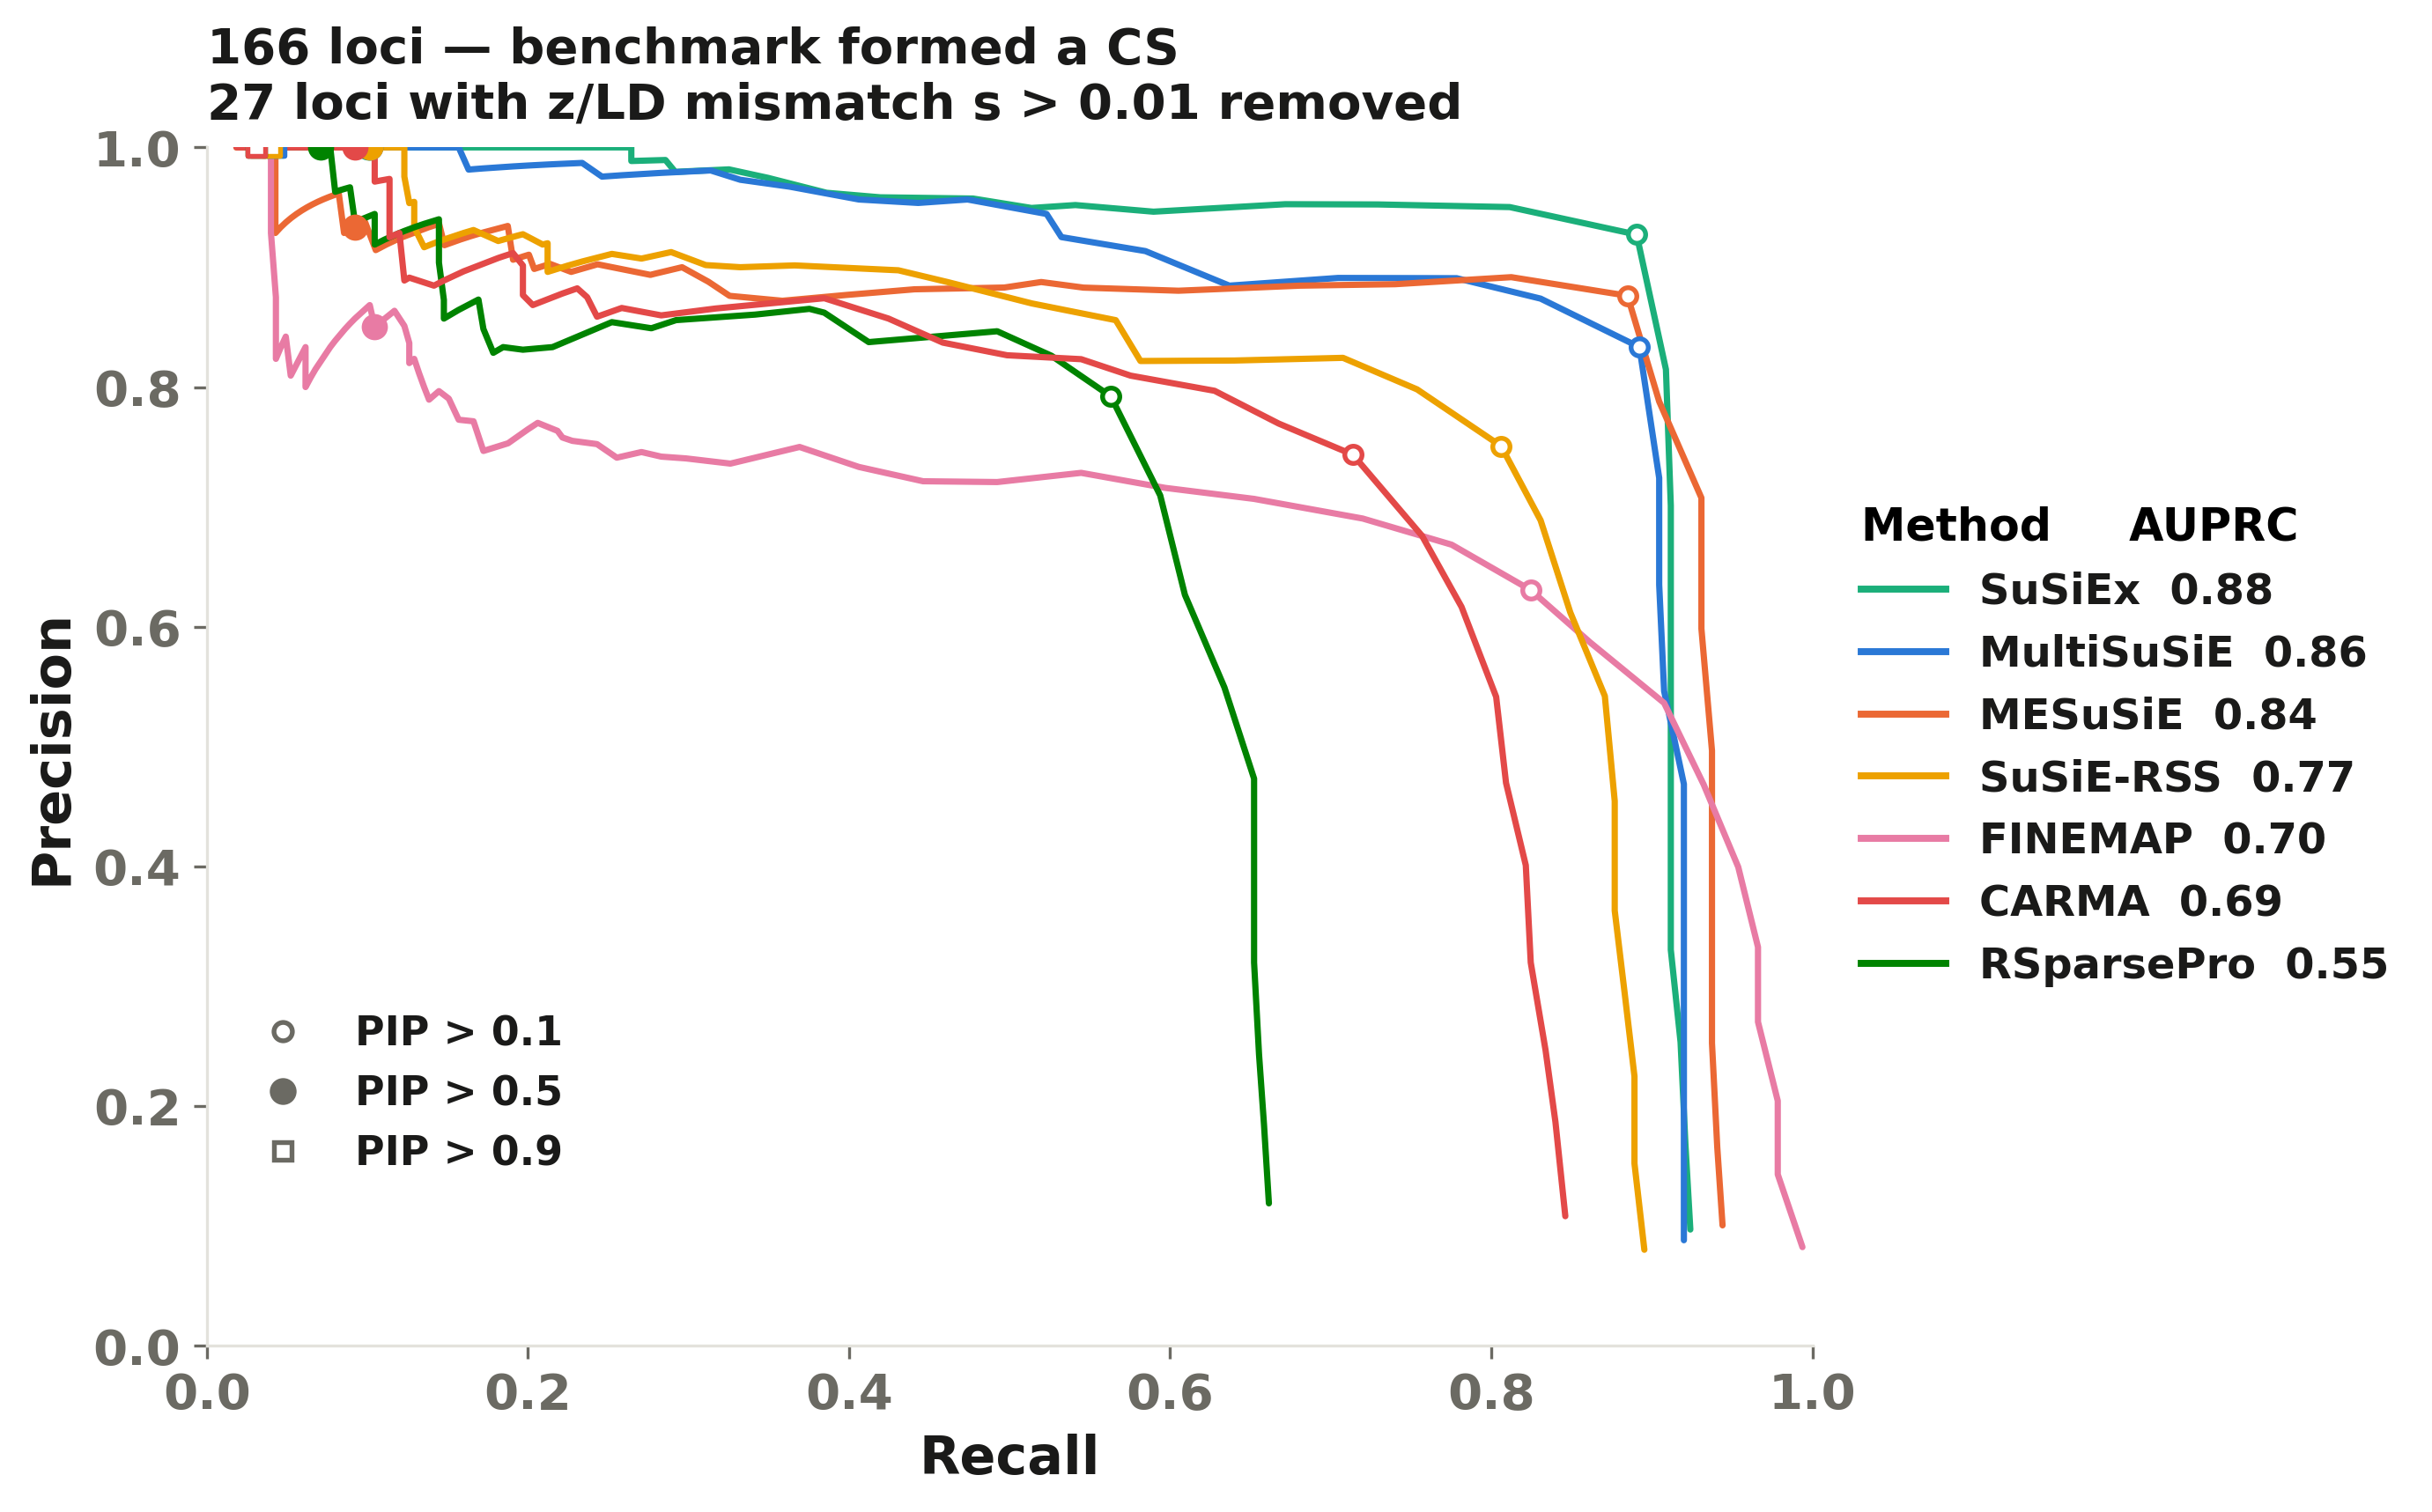 166 loci — benchmark formed a CS
27 loci with z/LD mismatch s > 0.01 removed
1.0
0.8
0.6
0.4
0.2
0.0
Precision
0.0 0.2 0.4 0.6 0.8 1.0
Recall
PIP > 0.1
PIP > 0.5
PIP > 0.9
Method AUPRC
SuSiEx 0.88
MultiSuSiE 0.86
MESuSiE 0.84
SuSiE-RSS 0.77
FINEMAP 0.70
CARMA 0.69
RSparsePro 0.55